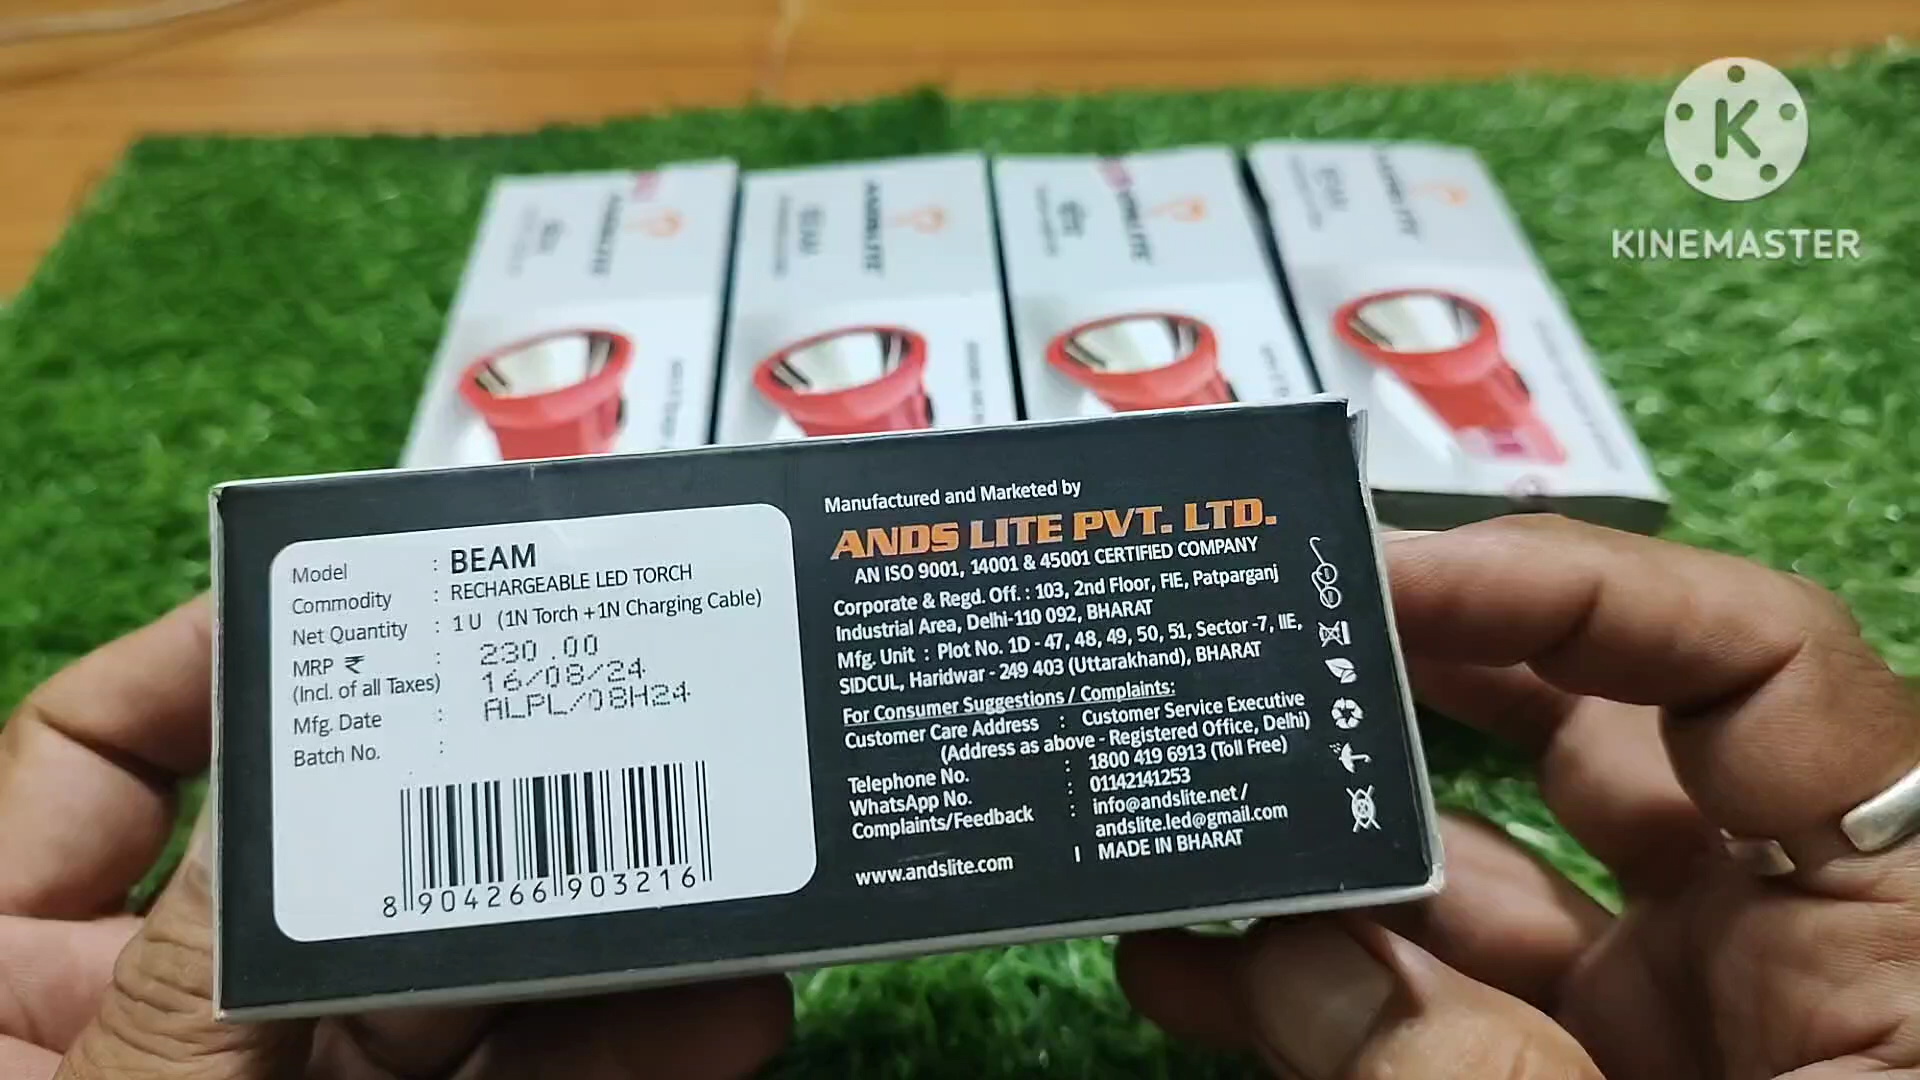 KINEMASTER
ANDSLITE
BEAM
Model : BEAM
Commodity : RECHARGEABLE LED TORCH
Net Quantity : 1 U (1N Torch +1N Charging Cable)
MRP ₹ : 230.00
(Incl. of all Taxes) 16/08/24
Mfg. Date : ALPL/08H24
Batch No. :
8 904266 903216
Manufactured and Marketed by
ANDS LITE PVT. LTD.
AN ISO 9001, 14001 & 45001 CERTIFIED COMPANY
Corporate & Regd. Off. : 103, 2nd Floor, FIE, Patparganj
Industrial Area, Delhi-110 092, BHARAT
Mfg. Unit : Plot No. 1D - 47, 48, 49, 50, 51, Sector -7, IIE,
SIDCUL, Haridwar - 249 403 (Uttarakhand), BHARAT
For Consumer Suggestions / Complaints:
Customer Care Address : Customer Service Executive
(Address as above - Registered Office, Delhi)
Telephone No. : 1800 419 6913 (Toll Free)
WhatsApp No. : 01142141253
Complaints/Feedback : info@andslite.net /
andslite.led@gmail.com
www.andslite.com | MADE IN BHARAT